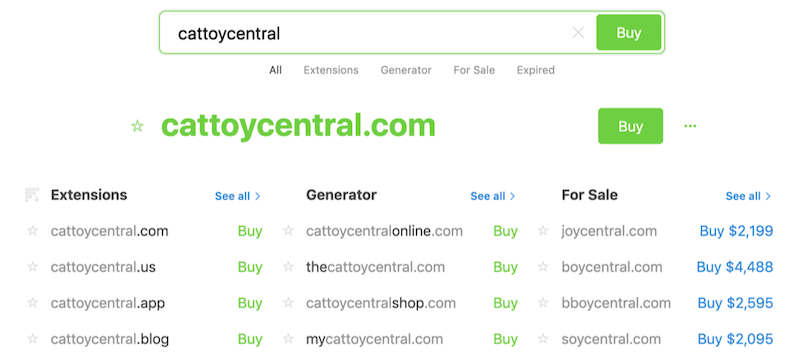 cattoycentral Buy
All Extensions Generator For Sale Expired
cattoycentral.com Buy
Extensions See all Generator See all For Sale See all
cattoycentral.com Buy cattoycentralonline.com Buy joycentral.com Buy $2,199
cattoycentral.us Buy thecattoycentral.com Buy boycentral.com Buy $4,488
cattoycentral.app Buy cattoycentralshop.com Buy bboycentral.com Buy $2,595
cattoycentral.blog Buy mycattoycentral.com Buy soycentral.com Buy $2,095